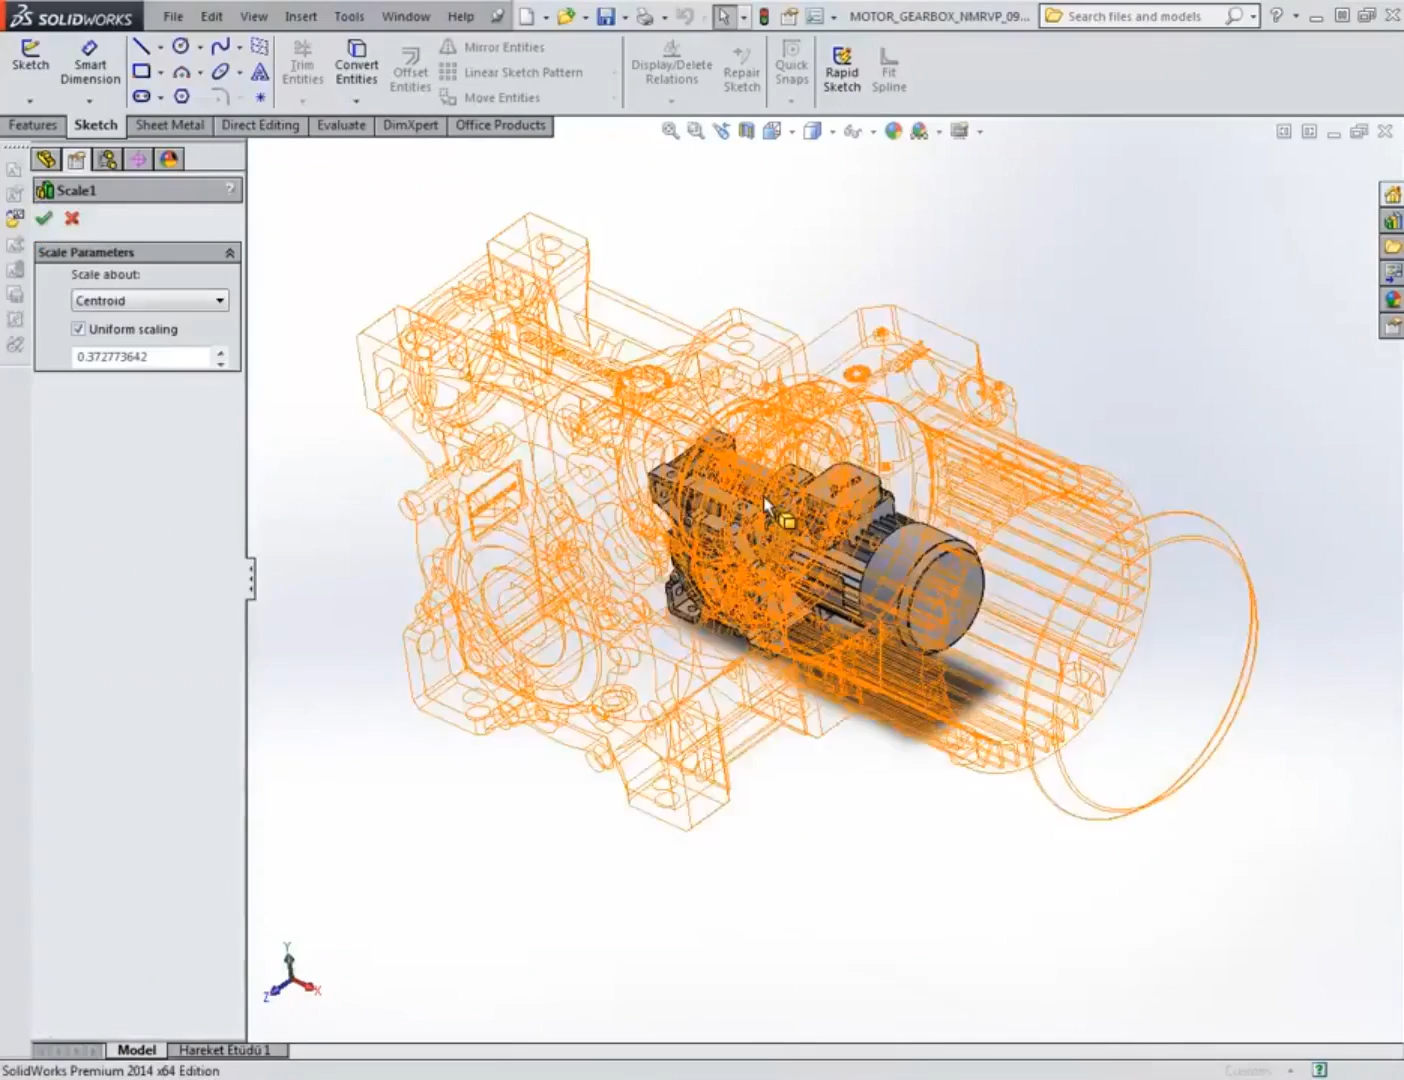 SOLIDWORKS File Edit View Insert Tools Window Help MOTOR_GEARBOX_NMRVP_09... Search files and models
Sketch Smart Dimension Trim Entities Convert Entities Offset Entities Mirror Entities Linear Sketch Pattern Move Entities Display/Delete Relations Repair Sketch Quick Snaps Rapid Sketch Fit Spline
Features Sketch Sheet Metal Direct Editing Evaluate DimXpert Office Products
Scale1 ?
Scale Parameters
Scale about:
Centroid
Uniform scaling
0.372773642
Y
Z X
Model Hareket Etüdü 1
SolidWorks Premium 2014 x64 Edition